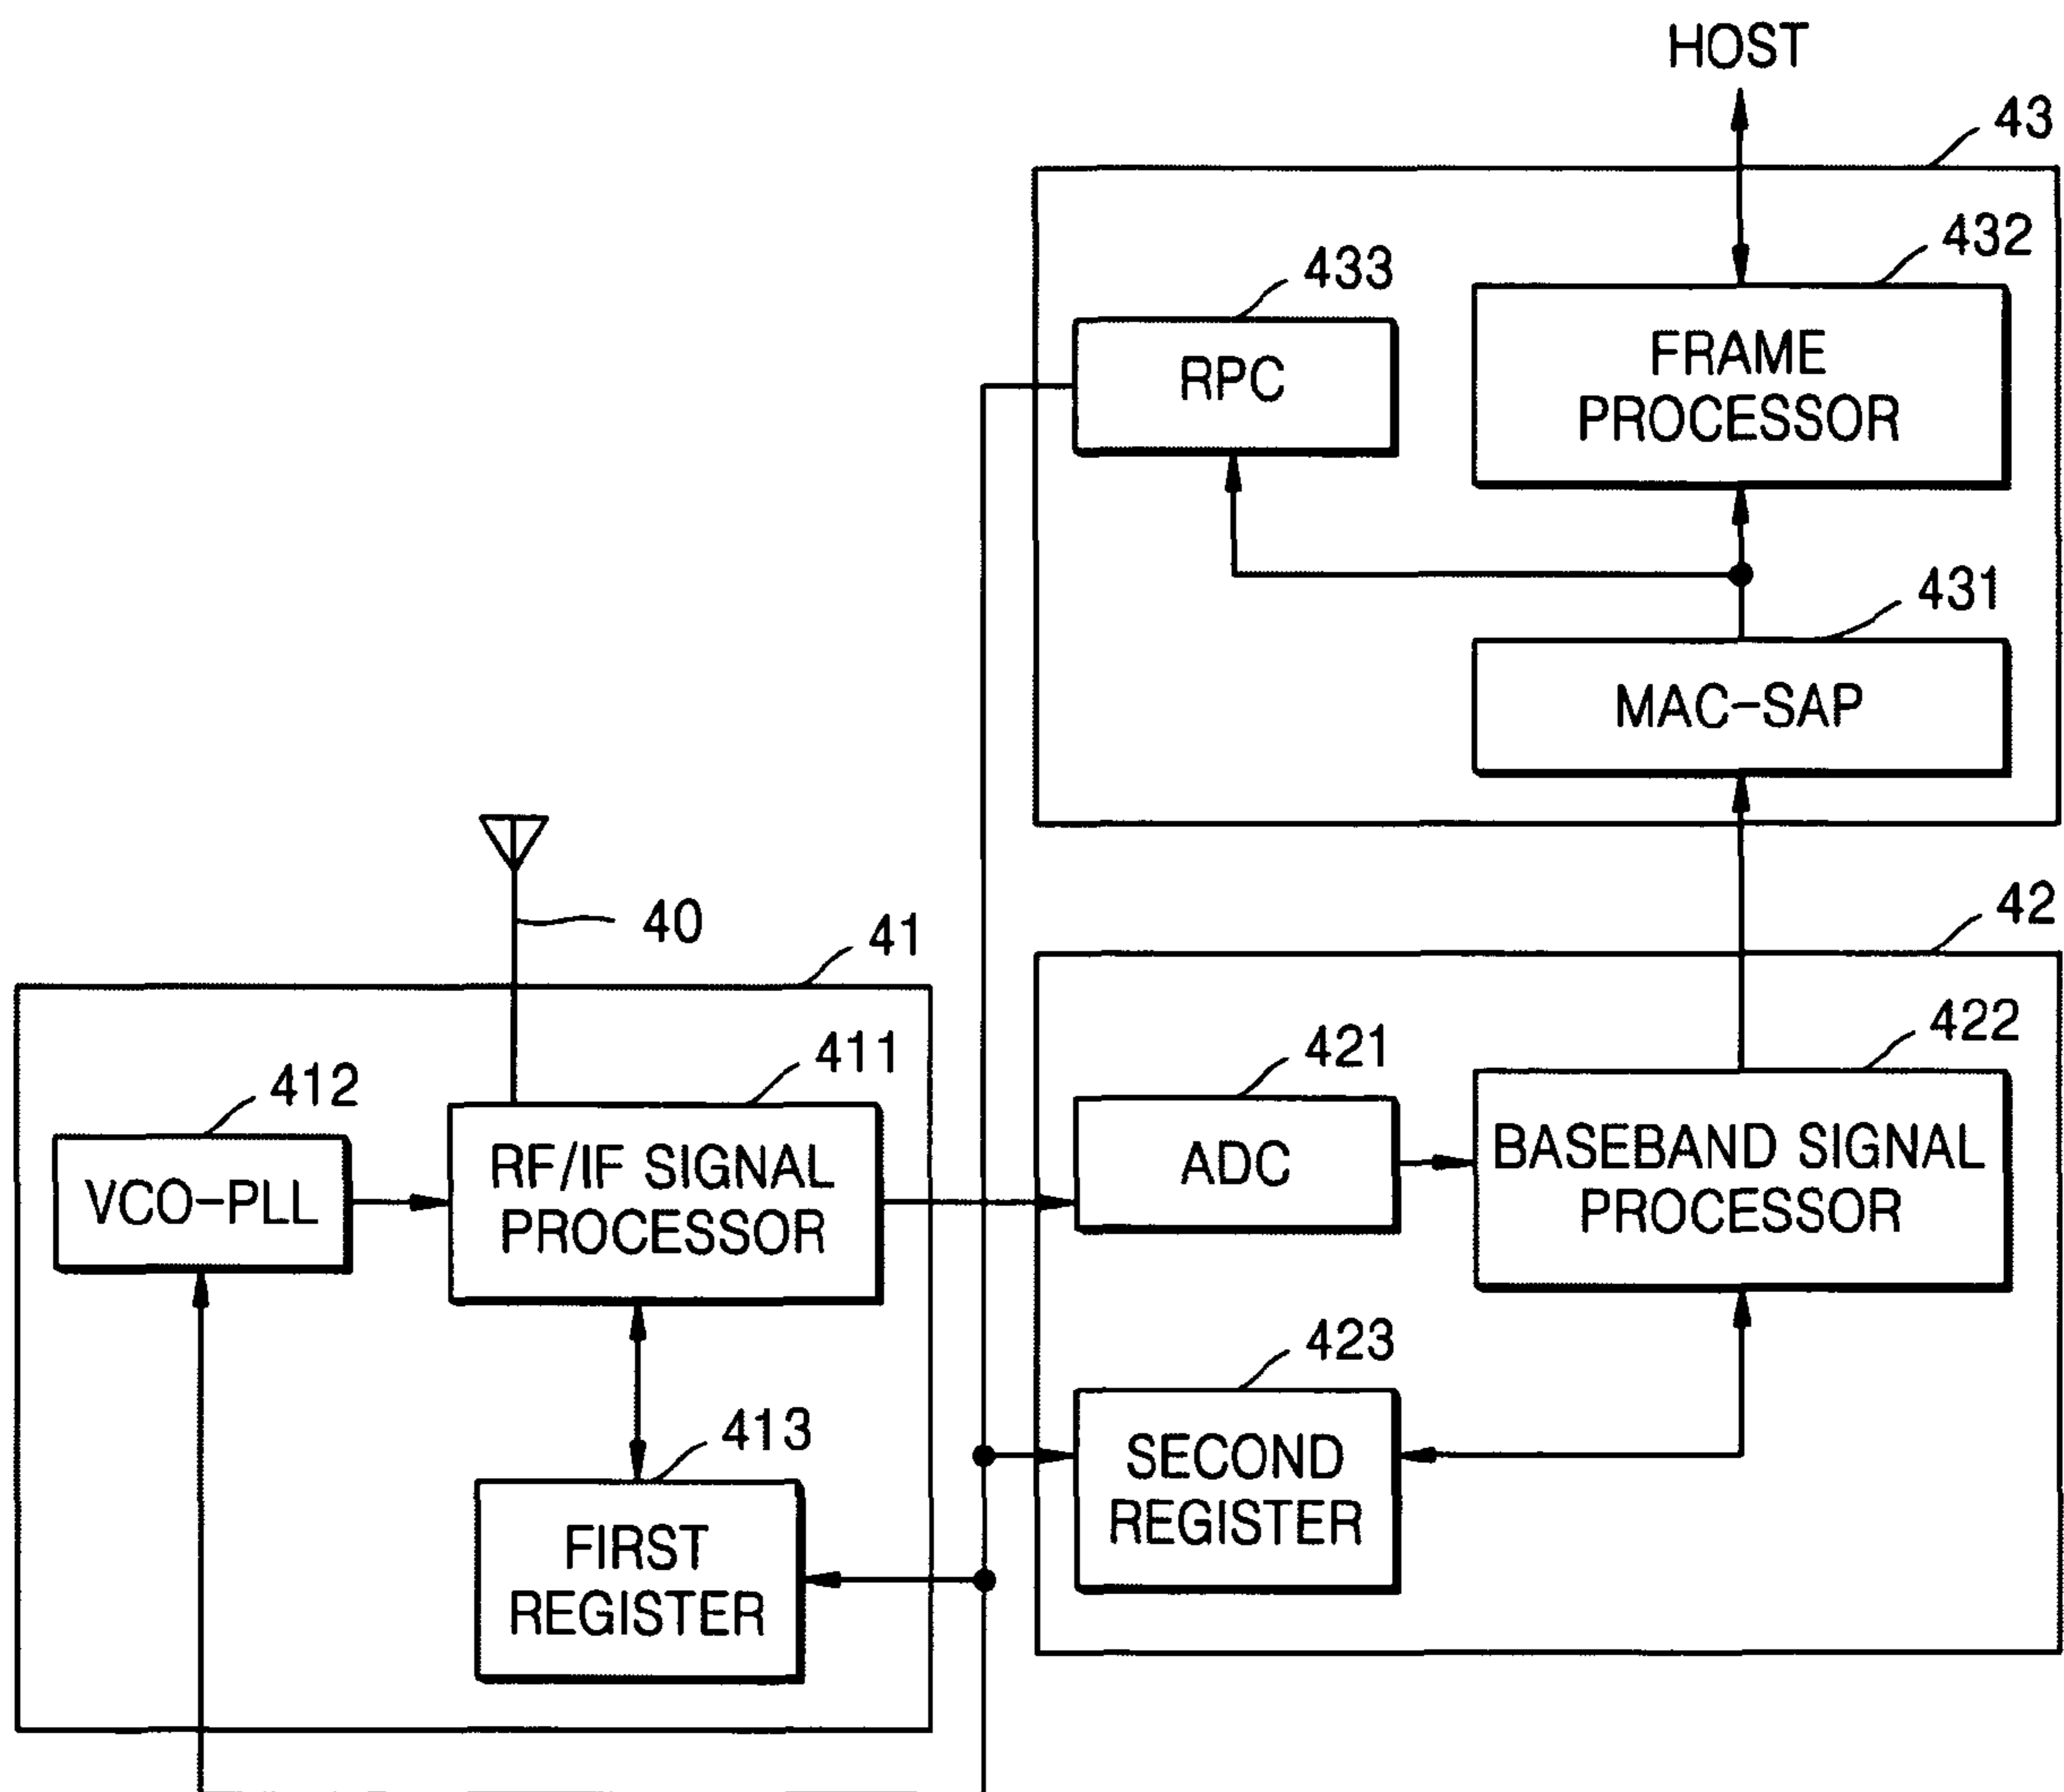 HOST
43
432
433
FRAME
PROCESSOR
RPC
431
MAC-SAP
40
41
42
422
421
411
412
BASEBAND SIGNAL
PROCESSOR
ADC
RF/IF SIGNAL
PROCESSOR
VCO-PLL
423
413
SECOND
REGISTER
FIRST
REGISTER